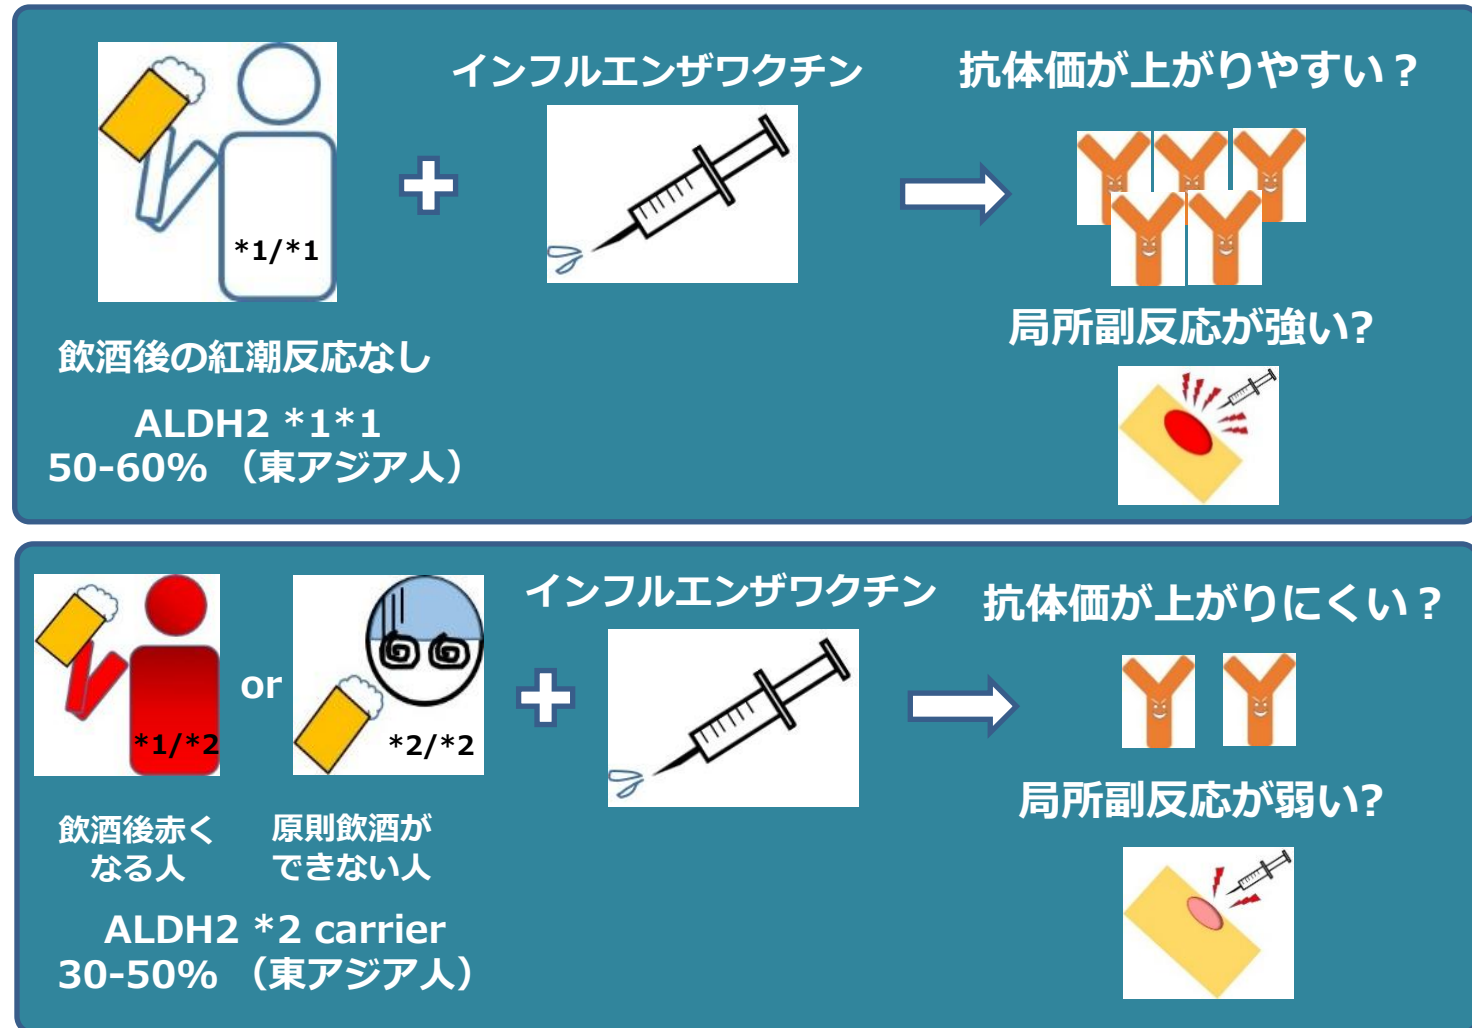 インフルエンザワクチン
抗体価が上がりやすい？
*1/*1
局所副反応が強い?
飲酒後の紅潮反応なし
ALDH2 *1*1
50-60% （東アジア人）
インフルエンザワクチン
抗体価が上がりにくい？
or
*1/*2
*2/*2
局所副反応が弱い?
飲酒後赤く
なる人
原則飲酒が
できない人
ALDH2 *2 carrier
30-50% （東アジア人）